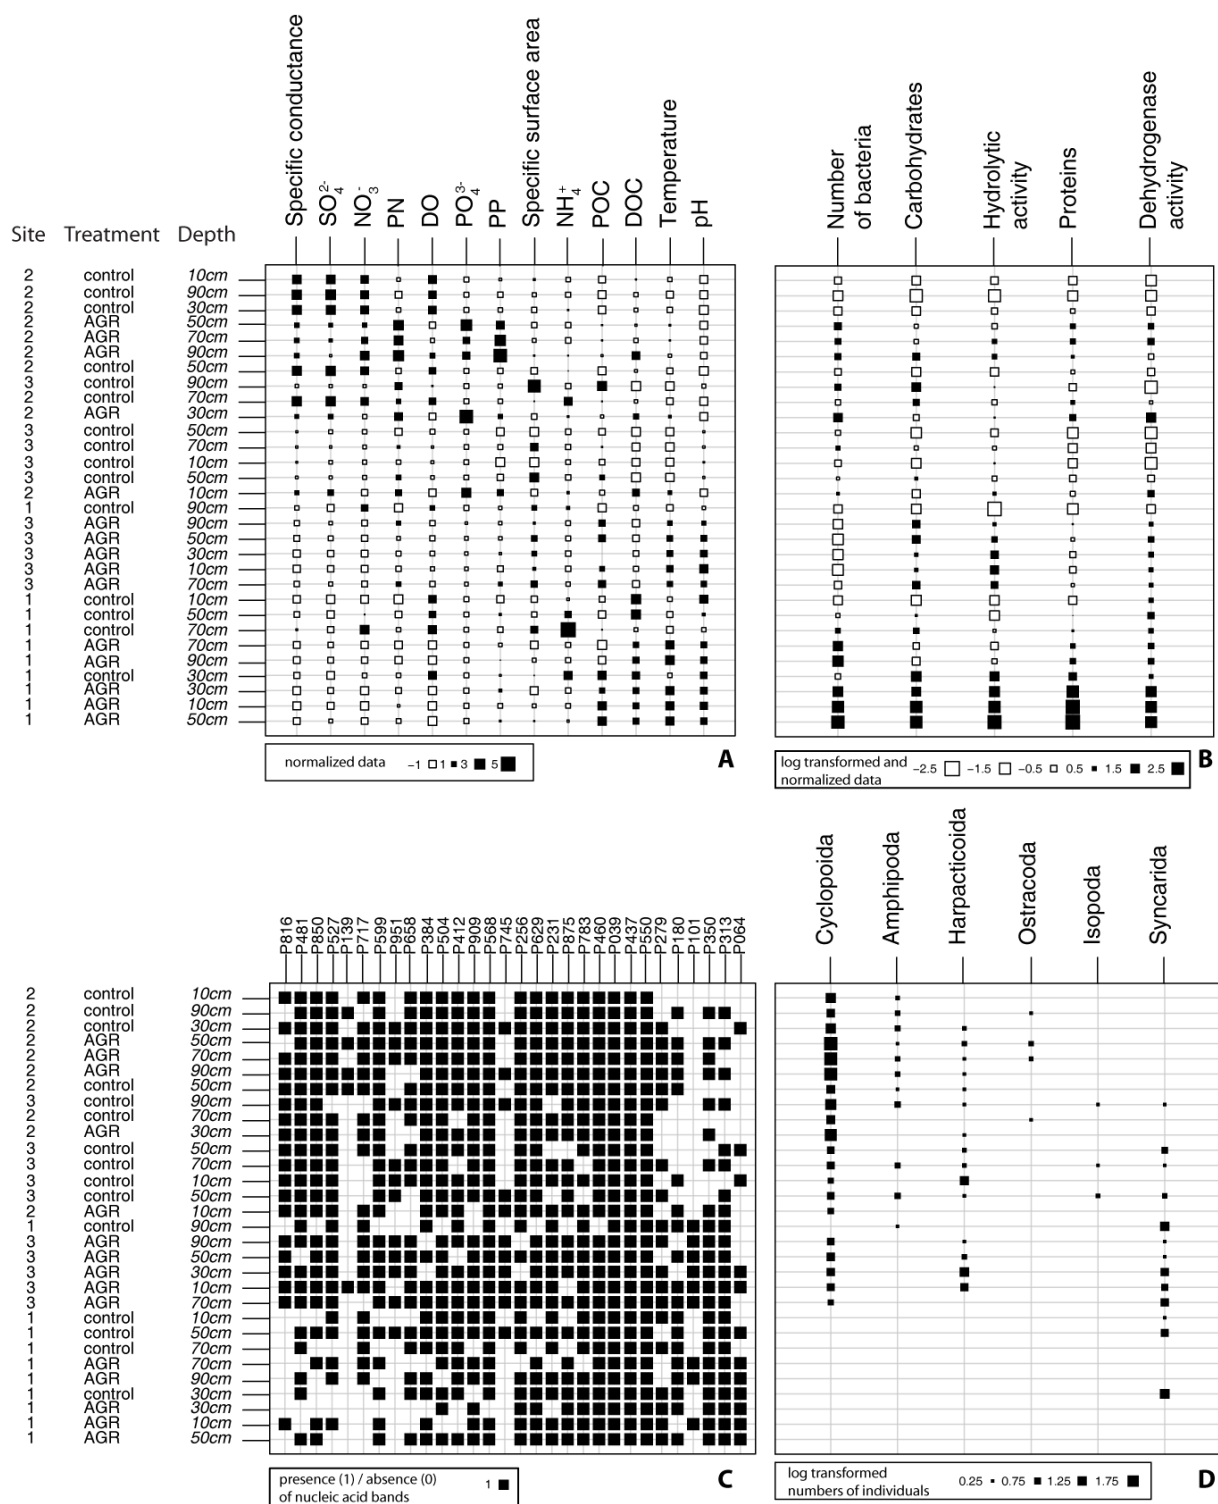 Specific conductance
SO₄²⁻
NO₃⁻
PN
DO
PO₄³⁻
PP
Specific surface area
NH₄⁺
POC
DOC
Temperature
pH
Number
of bacteria
Carbohydrates
Hydrolytic
activity
Proteins
Dehydrogenase
activity
Site Treatment Depth
2 control 10cm
2 control 90cm
2 control 30cm
2 AGR 50cm
2 AGR 70cm
2 AGR 90cm
2 control 50cm
3 control 90cm
2 control 70cm
2 AGR 30cm
3 control 50cm
3 control 70cm
3 control 10cm
3 control 50cm
2 AGR 10cm
1 control 90cm
3 AGR 90cm
3 AGR 50cm
3 AGR 30cm
3 AGR 10cm
3 AGR 70cm
1 control 10cm
1 control 50cm
1 control 70cm
1 AGR 70cm
1 AGR 90cm
1 control 30cm
1 AGR 30cm
1 AGR 10cm
1 AGR 50cm
normalized data −1 1 3 5
A
log transformed and
normalized data −2.5 −1.5 −0.5 0.5 1.5 2.5
B
P816
P481
P850
P527
P139
P717
P599
P951
P658
P384
P504
P412
P909
P568
P745
P256
P629
P231
P875
P783
P460
P039
P437
P550
P279
P180
P101
P350
P313
P064
Cyclopoida
Amphipoda
Harpacticoida
Ostracoda
Isopoda
Syncarida
2 control 10cm
2 control 90cm
2 control 30cm
2 AGR 50cm
2 AGR 70cm
2 AGR 90cm
2 control 50cm
3 control 90cm
2 control 70cm
2 AGR 30cm
3 control 50cm
3 control 70cm
3 control 10cm
3 control 50cm
2 AGR 10cm
1 control 90cm
3 AGR 90cm
3 AGR 50cm
3 AGR 30cm
3 AGR 10cm
3 AGR 70cm
1 control 10cm
1 control 50cm
1 control 70cm
1 AGR 70cm
1 AGR 90cm
1 control 30cm
1 AGR 30cm
1 AGR 10cm
1 AGR 50cm
presence (1) / absence (0)
of nucleic acid bands 1
C
log transformed
numbers of individuals 0.25 0.75 1.25 1.75
D